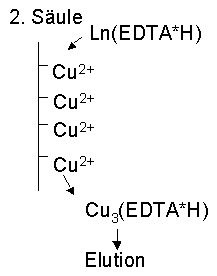 2. Säule
Ln(EDTA*H)
Cu2+
Cu2+
Cu2+
Cu2+
Cu3(EDTA*H)
Elution